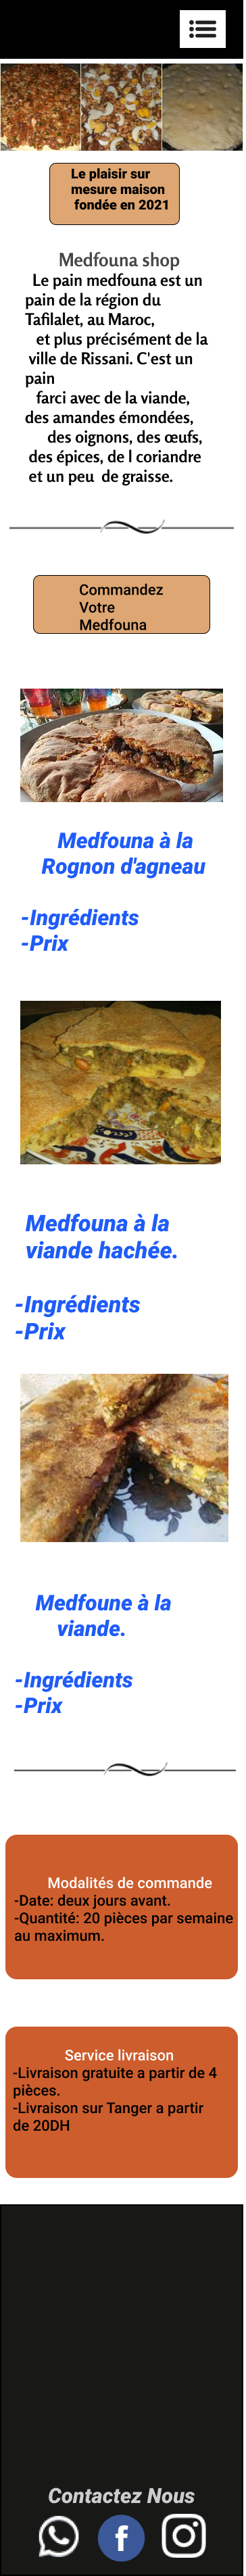 Le plaisir sur
mesure maison
fondée en 2021
Medfouna shop
Le pain medfouna est un
pain de la région du
Tafilalet, au Maroc,
et plus précisément de la
ville de Rissani. C'est un
pain
farci avec de la viande,
des amandes émondées,
des oignons, des œufs,
des épices, de l coriandre
et un peu de graisse.
Commandez
Votre
Medfouna
Medfouna à la
Rognon d'agneau
-Ingrédients
-Prix
Medfouna à la
viande hachée.
-Ingrédients
-Prix
Medfoune à la
viande.
-Ingrédients
-Prix
Modalités de commande
-Date: deux jours avant.
-Quantité: 20 pièces par semaine
au maximum.
Service livraison
-Livraison gratuite a partir de 4
pièces.
-Livraison sur Tanger a partir
de 20DH
Contactez Nous